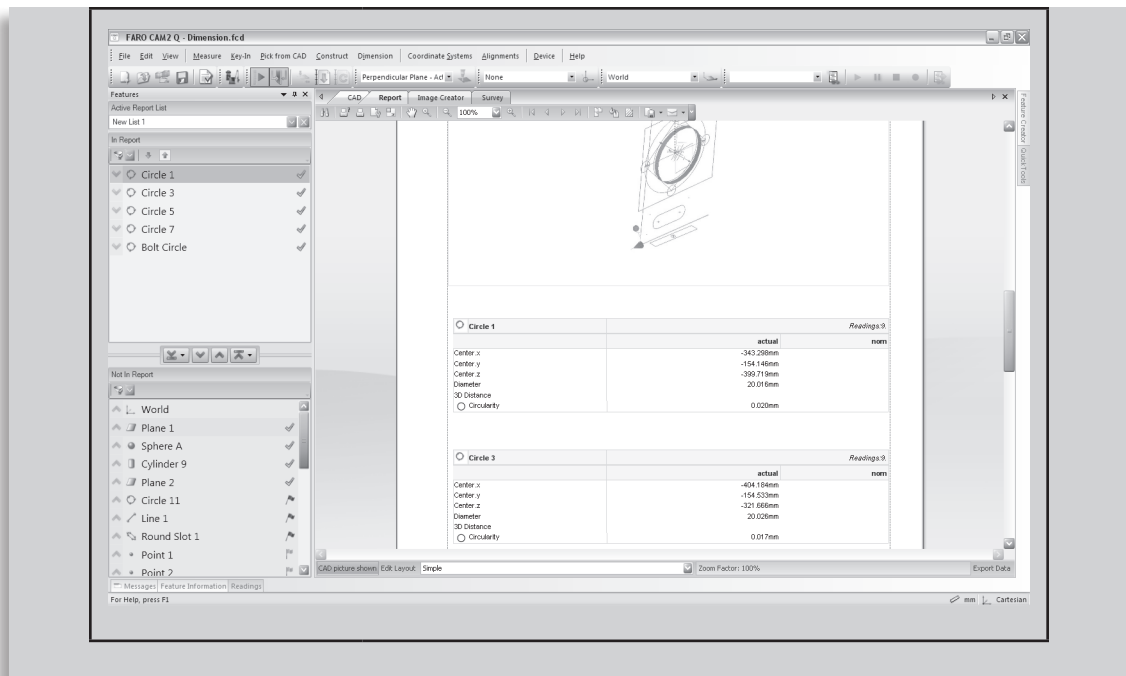 FARO CAM2 Q - Dimension.fcd
File Edit View Measure Key-In Pick from CAD Construct Dimension Coordinate Systems Alignments Device Help
Perpendicular Plane - Ad None World
Features
Active Report List
New List 1
In Report
Circle 1
Circle 3
Circle 5
Circle 7
Bolt Circle
Not In Report
World
Plane 1
Sphere A
Cylinder 9
Plane 2
Circle 11
Line 1
Round Slot 1
Point 1
Point 2
CAD Report Image Creator Survey
100%
Circle 1 Readings:9.
actual nom
Center.x -343.298mm
Center.y -154.146mm
Center.z -399.719mm
Diameter 20.016mm
3D Distance
Circularity 0.020mm
Circle 3 Readings:9.
actual nom
Center.x -404.184mm
Center.y -154.533mm
Center.z -321.666mm
Diameter 20.026mm
3D Distance
Circularity 0.017mm
Feature Creator
Quick Tools
CAD picture shown Edit Layout Simple Zoom Factor: 100% Export Data
Messages Feature Information Readings
For Help, press F1 mm Cartesian